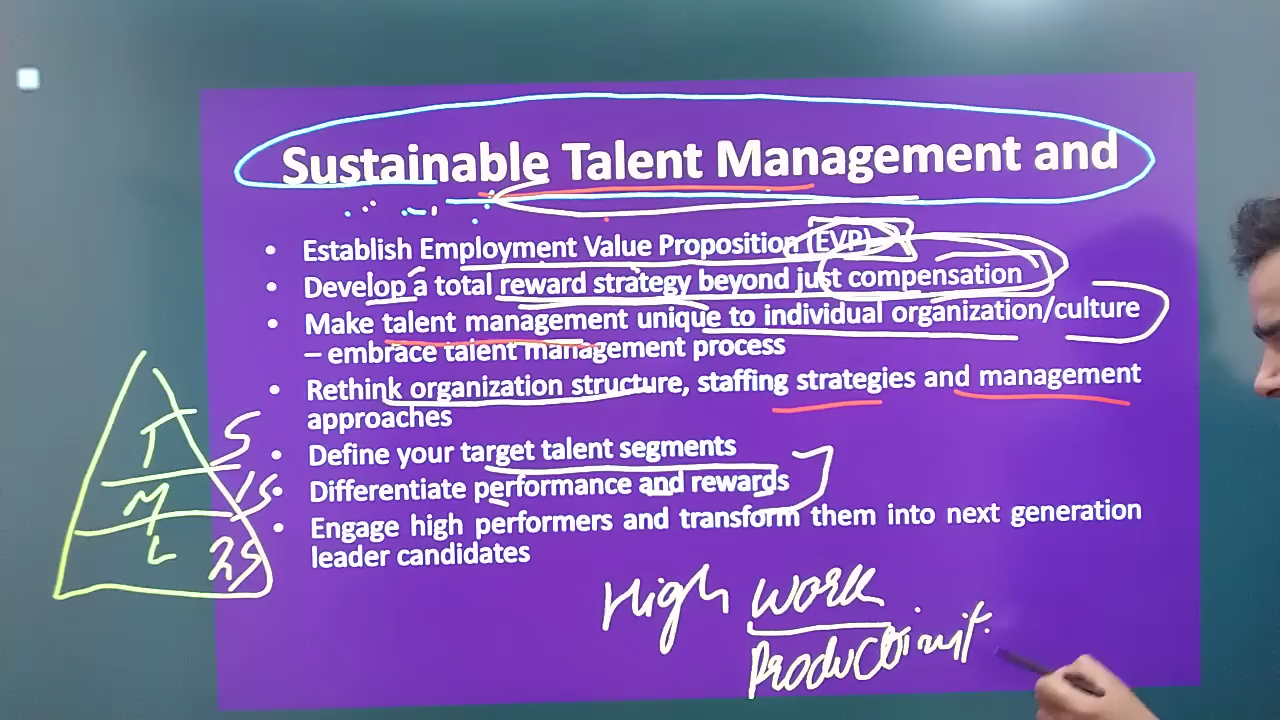 Sustainable Talent Management and
• Establish Employment Value Proposition (EVP)
• Develop a total reward strategy beyond just compensation
• Make talent management unique to individual organization/culture
– embrace talent management process
• Rethink organization structure, staffing strategies and management
approaches
• Define your target talent segments
• Differentiate performance and rewards
• Engage high performers and transform them into next generation
leader candidates
T 5
M 15
L 25
High work